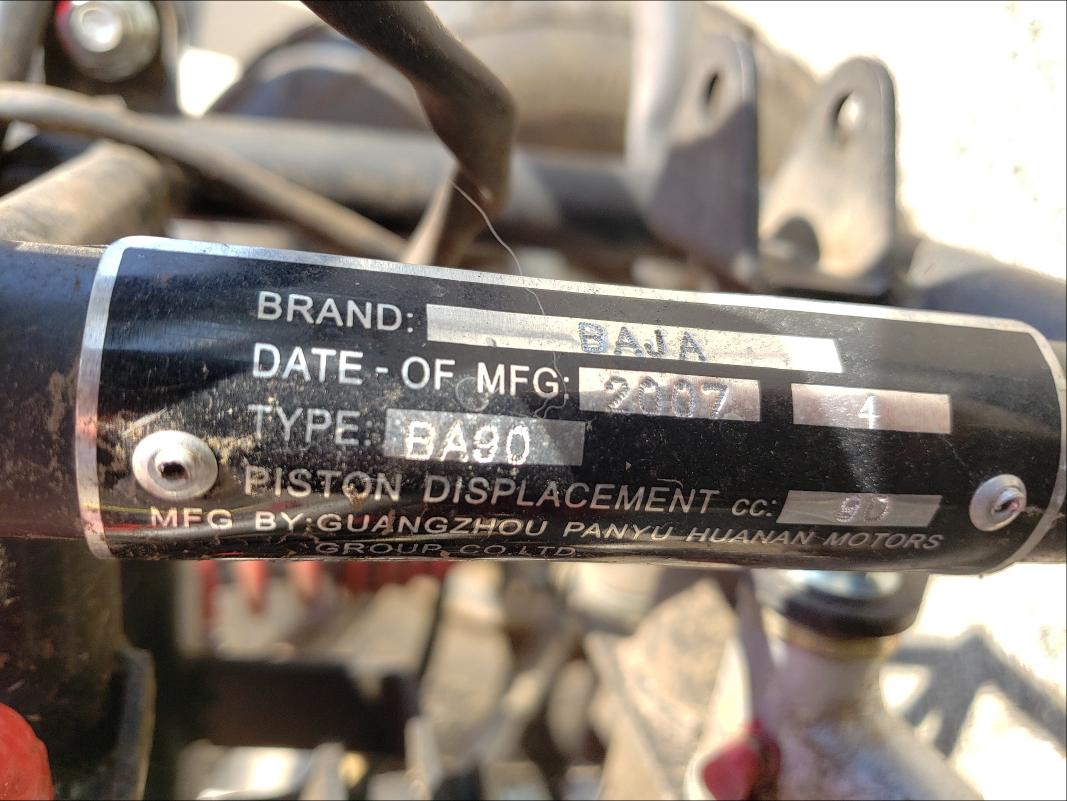 BRAND: BAJA
DATE-OF MFG: 2007 4
TYPE: BA90
PISTON DISPLACEMENT CC: 90
MFG BY:GUANGZHOU PANYU HUANAN MOTORS
GROUP CO.LTD